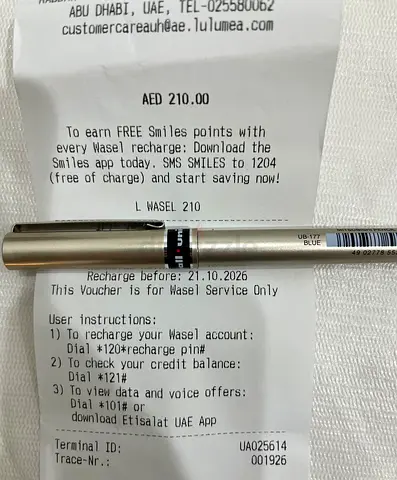 ABU DHABI, UAE, TEL-025580062
customercareauh@ae.lulumea.com
AED 210.00
To earn FREE Smiles points with
every Wasel recharge: Download the
Smiles app today. SMS SMILES to 1204
(free of charge) and start saving now!
L WASEL 210
UB-177
BLUE
uni
49 02778
Recharge before: 21.10.2026
This Voucher is for Wasel Service Only
User instructions:
1) To recharge your Wasel account:
Dial *120*recharge pin#
2) To check your credit balance:
Dial *121#
3) To view data and voice offers:
Dial *101# or
download Etisalat UAE App
Terminal ID: UA025614
Trace-Nr.: 001926